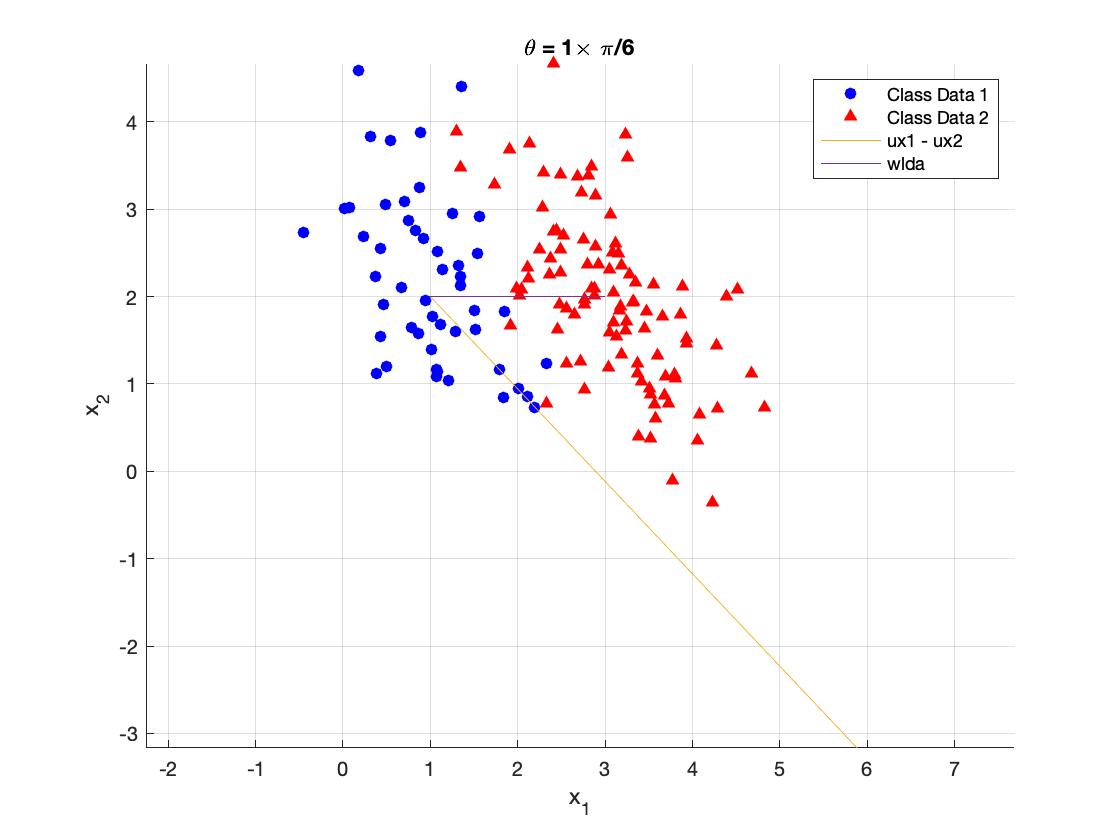 θ = 1× π/6
Class Data 1
Class Data 2
ux1 - ux2
wlda
4
3
2
1
0
-1
-2
-3
x₂
-2 -1 0 1 2 3 4 5 6 7
x₁